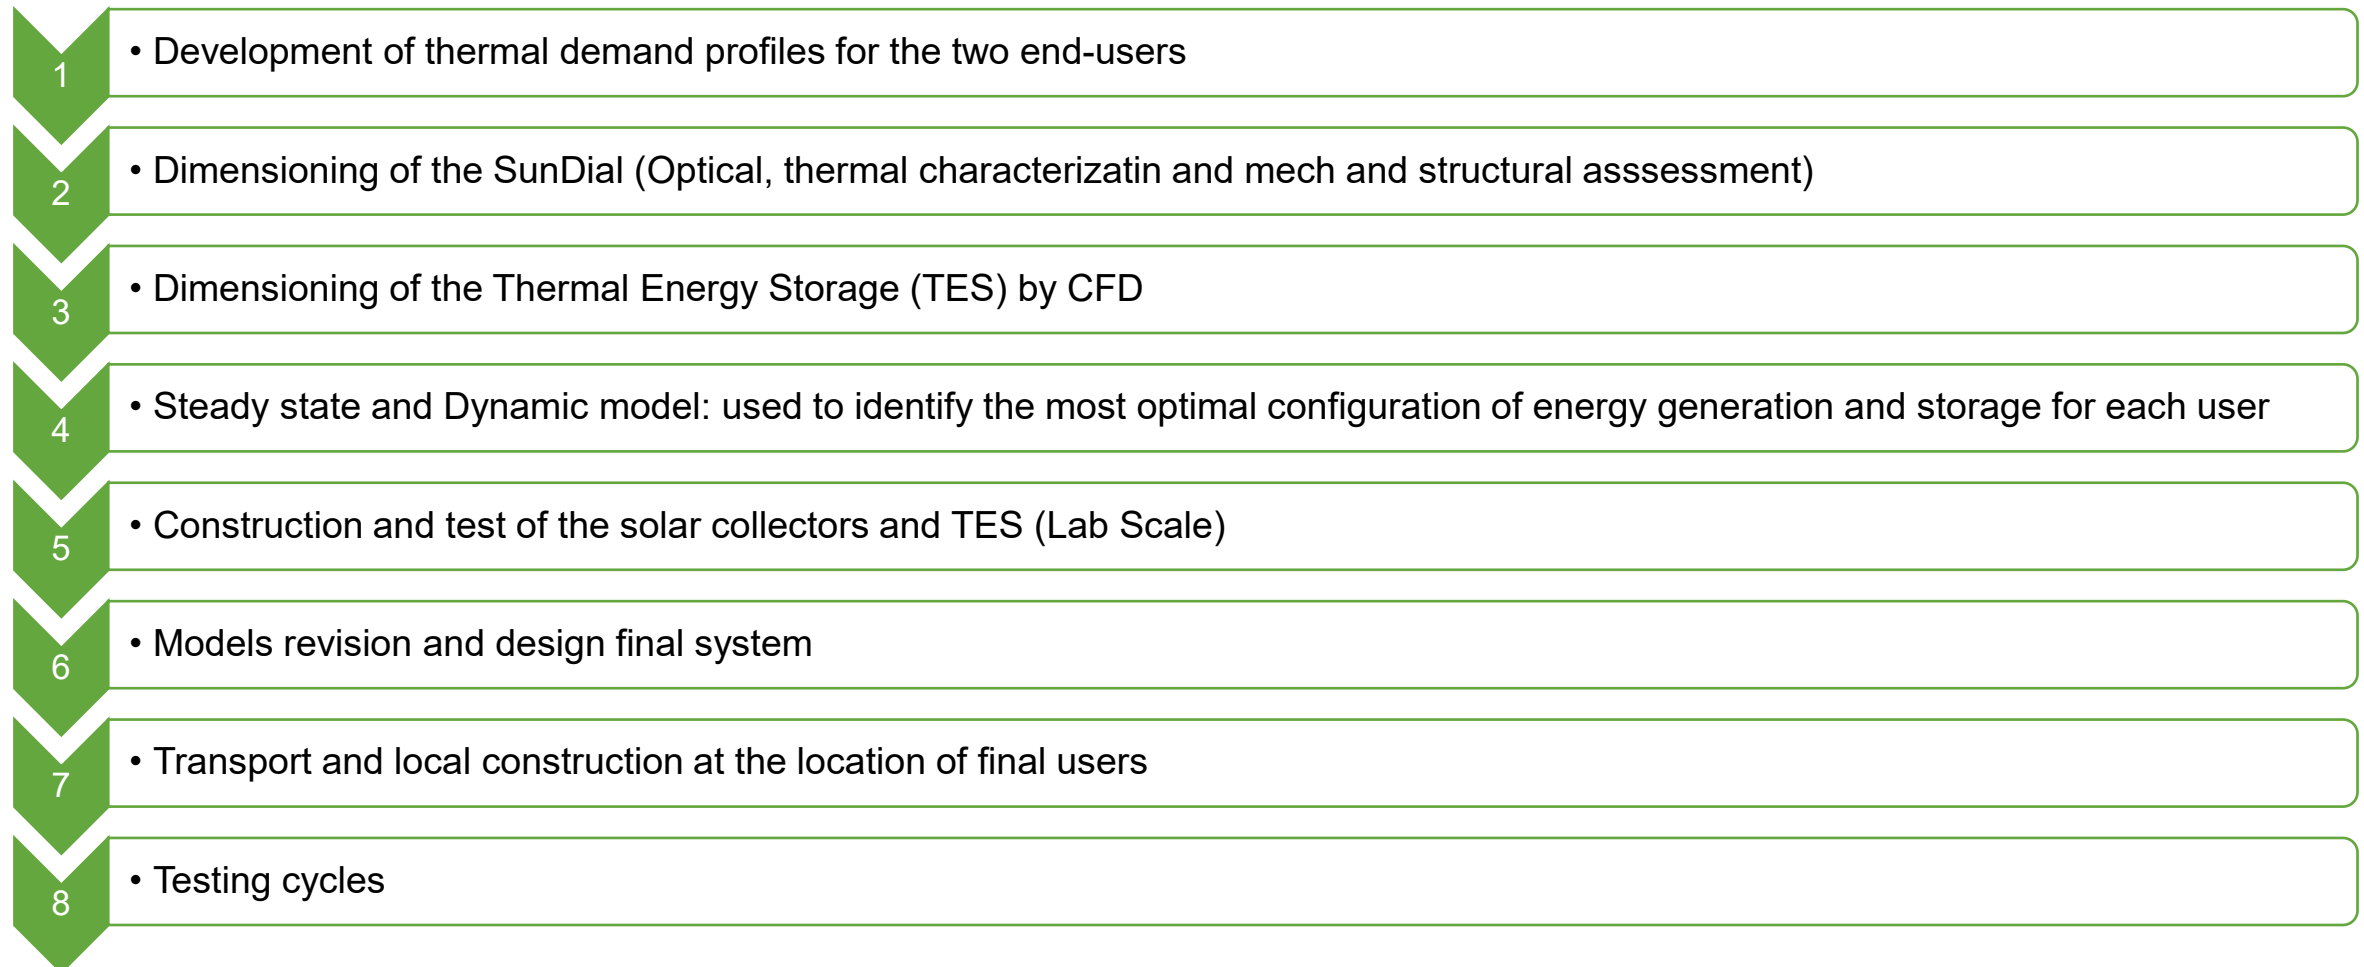 1
• Development of thermal demand profiles for the two end-users
2
• Dimensioning of the SunDial (Optical, thermal characterizatin and mech and structural asssessment)
3
• Dimensioning of the Thermal Energy Storage (TES) by CFD
4
• Steady state and Dynamic model: used to identify the most optimal configuration of energy generation and storage for each user
5
• Construction and test of the solar collectors and TES (Lab Scale)
6
• Models revision and design final system
7
• Transport and local construction at the location of final users
8
• Testing cycles